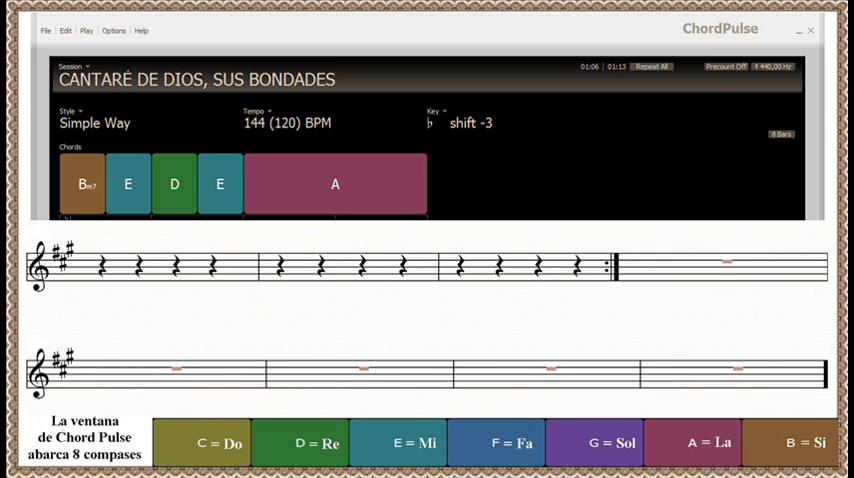 File Edit Play Options Help ChordPulse
Session
CANTARÉ DE DIOS, SUS BONDADES
01:06 01:13 Repeat All Precount Off 440,00 Hz
Style Tempo Key
Simple Way 144 (120) BPM ♭ shift -3
8 Bars
Chords
Bm7 E D E A
La ventana
de Chord Pulse
abarca 8 compases
C = Do D = Re E = Mi F = Fa G = Sol A = La B = Si